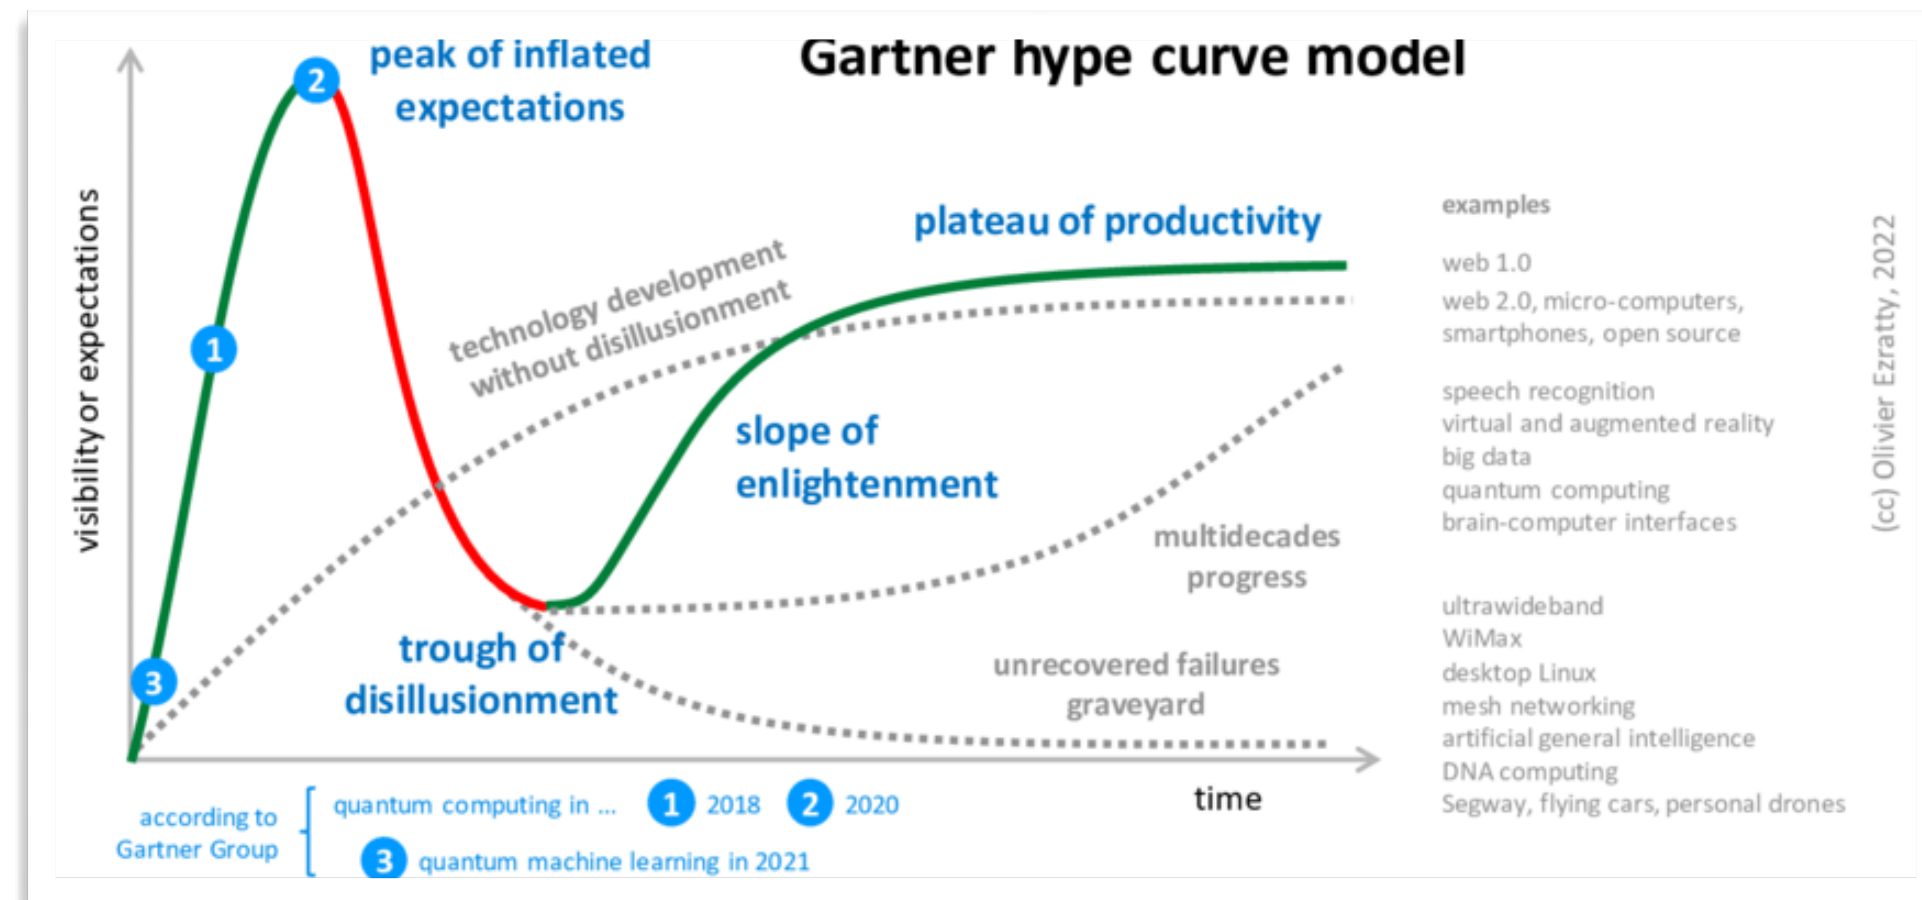 Gartner hype curve model
peak of inflated
expectations
2
1
3
visibility or expectations
technology development
without disillusionment
plateau of productivity
slope of
enlightenment
trough of
disillusionment
multidecades
progress
unrecovered failures
graveyard
time
examples
web 1.0
web 2.0, micro-computers,
smartphones, open source
speech recognition
virtual and augmented reality
big data
quantum computing
brain-computer interfaces
ultrawideband
WiMax
desktop Linux
mesh networking
artificial general intelligence
DNA computing
Segway, flying cars, personal drones
(cc) Olivier Ezratty, 2022
according to
Gartner Group
quantum computing in ... 1 2018 2 2020
3 quantum machine learning in 2021